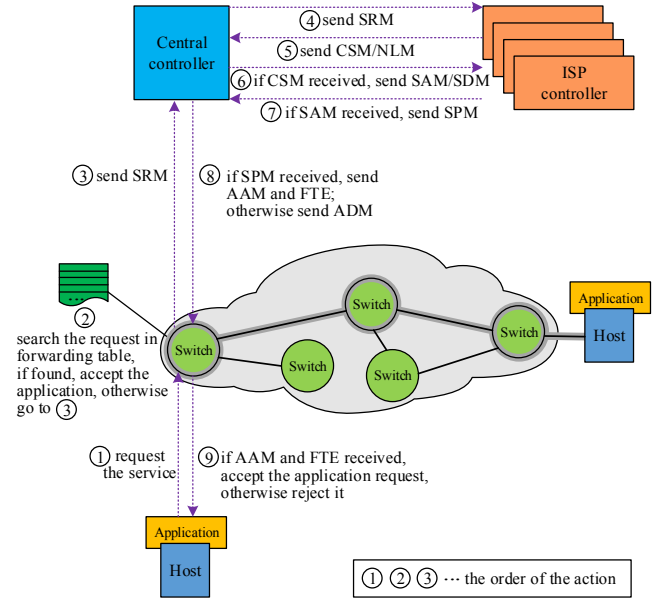 ④ send SRM
Central
controller
⑤ send CSM/NLM
⑥ if CSM received, send SAM/SDM
⑦ if SAM received, send SPM
ISP
controller
③ send SRM
⑧ if SPM received, send
AAM and FTE;
otherwise send ADM
...
②
search the request in
forwarding table,
if found, accept the
application, otherwise
go to ③
Switch
Switch
Switch
Switch
Switch
Application
Host
① request
the service
⑨ if AAM and FTE received,
accept the application request,
otherwise reject it
Application
Host
① ② ③ ··· the order of the action